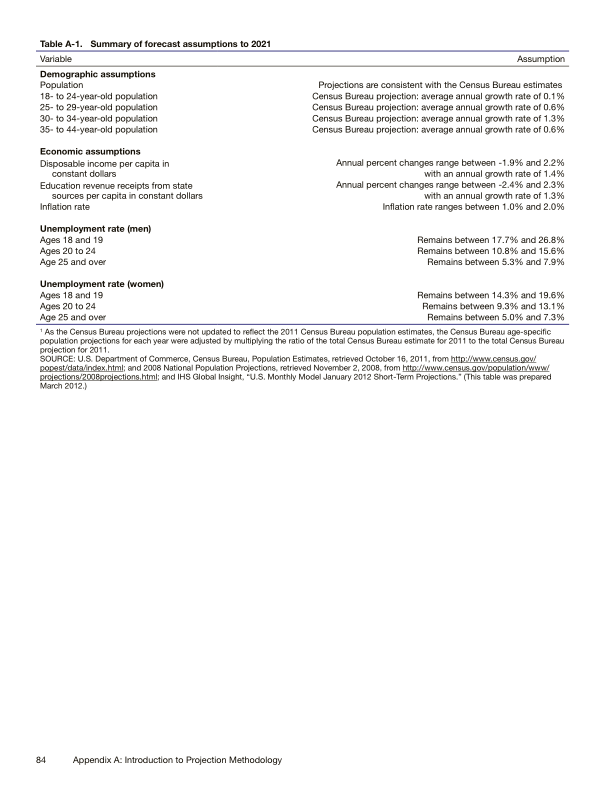 Table A-1. Summary of forecast assumptions to 2021
Variable Assumption
Demographic assumptions
Population Projections are consistent with the Census Bureau estimates
18- to 24-year-old population Census Bureau projection: average annual growth rate of 0.1%
25- to 29-year-old population Census Bureau projection: average annual growth rate of 0.6%
30- to 34-year-old population Census Bureau projection: average annual growth rate of 1.3%
35- to 44-year-old population Census Bureau projection: average annual growth rate of 0.6%
Economic assumptions
Disposable income per capita in Annual percent changes range between -1.9% and 2.2%
constant dollars with an annual growth rate of 1.4%
Education revenue receipts from state Annual percent changes range between -2.4% and 2.3%
sources per capita in constant dollars with an annual growth rate of 1.3%
Inflation rate Inflation rate ranges between 1.0% and 2.0%
Unemployment rate (men)
Ages 18 and 19 Remains between 17.7% and 26.8%
Ages 20 to 24 Remains between 10.8% and 15.6%
Age 25 and over Remains between 5.3% and 7.9%
Unemployment rate (women)
Ages 18 and 19 Remains between 14.3% and 19.6%
Ages 20 to 24 Remains between 9.3% and 13.1%
Age 25 and over Remains between 5.0% and 7.3%
¹ As the Census Bureau projections were not updated to reflect the 2011 Census Bureau population estimates, the Census Bureau age-specific
population projections for each year were adjusted by multiplying the ratio of the total Census Bureau estimate for 2011 to the total Census Bureau
projection for 2011.
SOURCE: U.S. Department of Commerce, Census Bureau, Population Estimates, retrieved October 16, 2011, from http://www.census.gov/
popest/data/index.html; and 2008 National Population Projections, retrieved November 2, 2008, from http://www.census.gov/population/www/
projections/2008projections.html; and IHS Global Insight, “U.S. Monthly Model January 2012 Short-Term Projections.” (This table was prepared
March 2012.)
84 Appendix A: Introduction to Projection Methodology